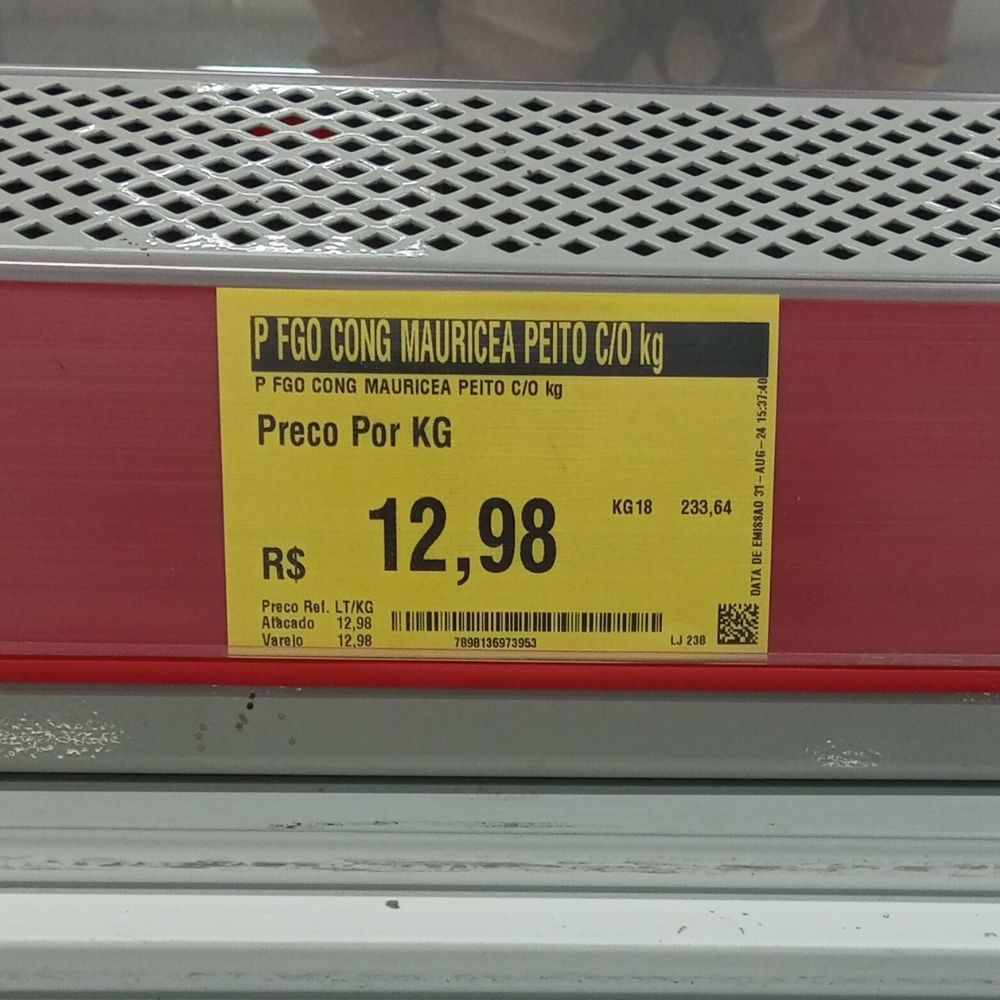 P FGO CONG MAURICEA PEITO C/O kg
P FGO CONG MAURICEA PEITO C/O kg
Preco Por KG
KG18 233,64
R$ 12,98
Preco Ref. LT/KG
Atacado 12,98
Varejo 12,98
7898136973953
LJ 238
DATA DE EMISSAO 31-AUG-24 15:37:40